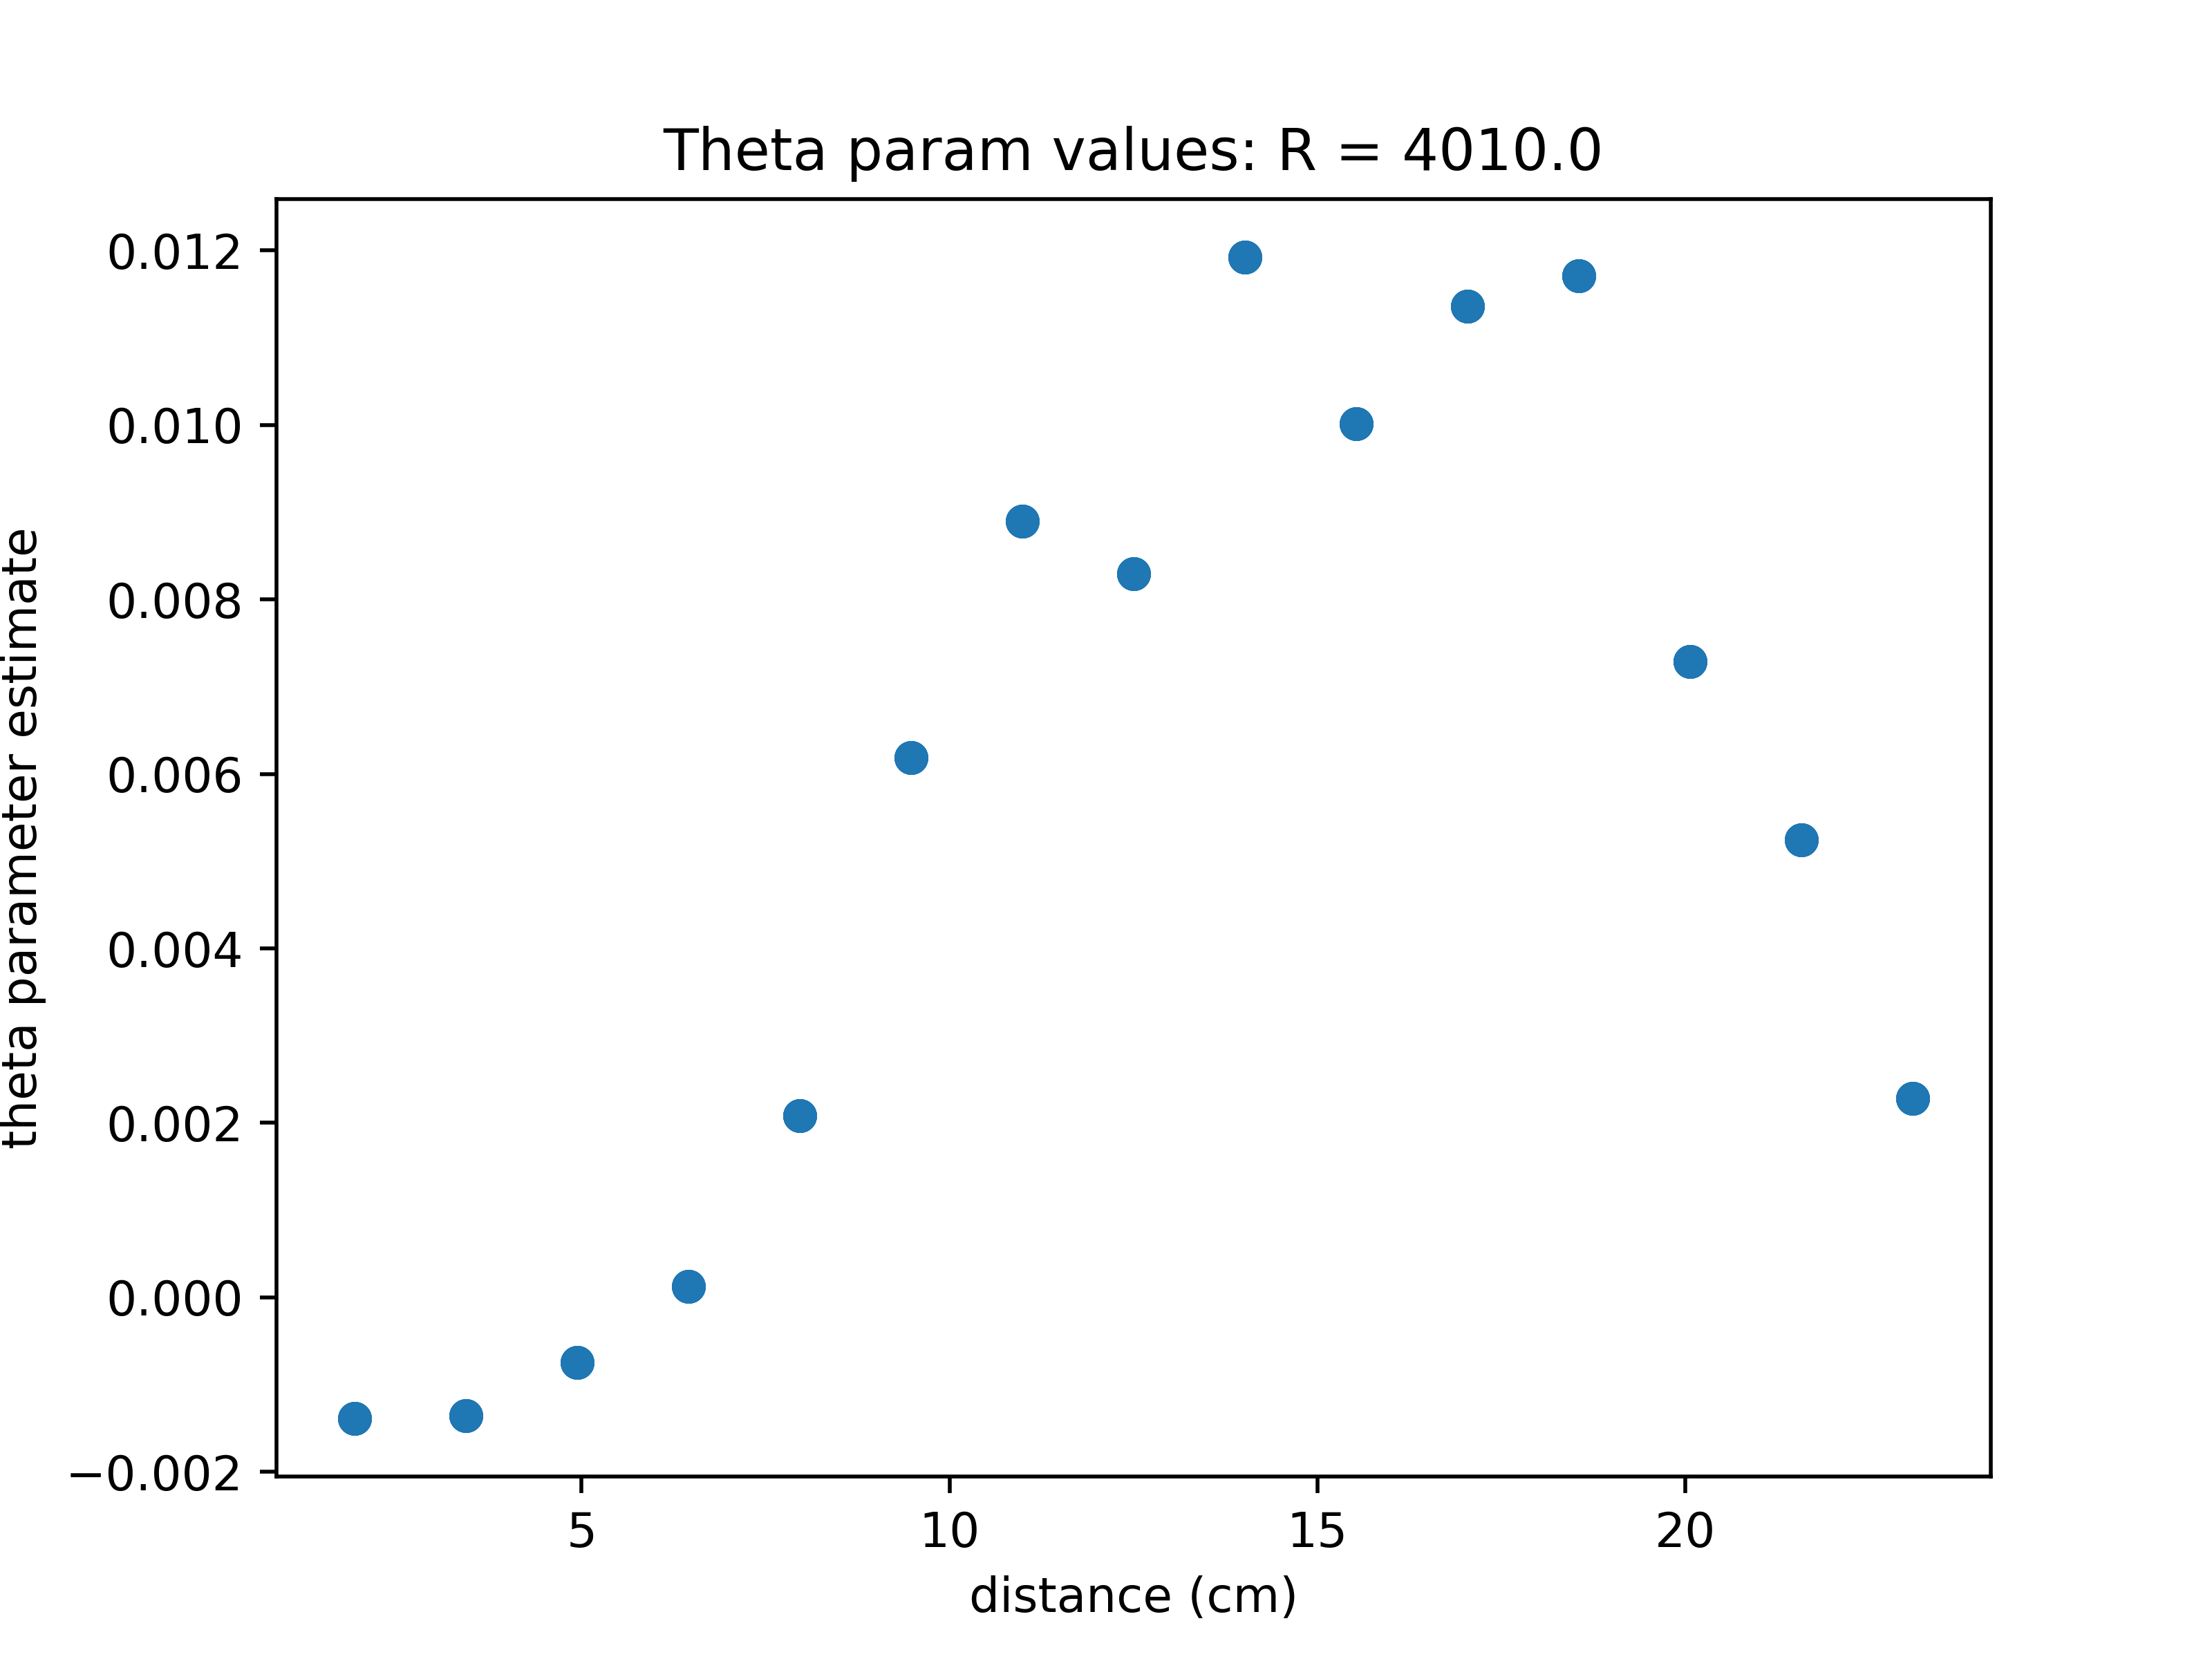 Theta param values: R = 4010.0
theta parameter estimate
0.012
0.010
0.008
0.006
0.004
0.002
0.000
−0.002
5 10 15 20
distance (cm)